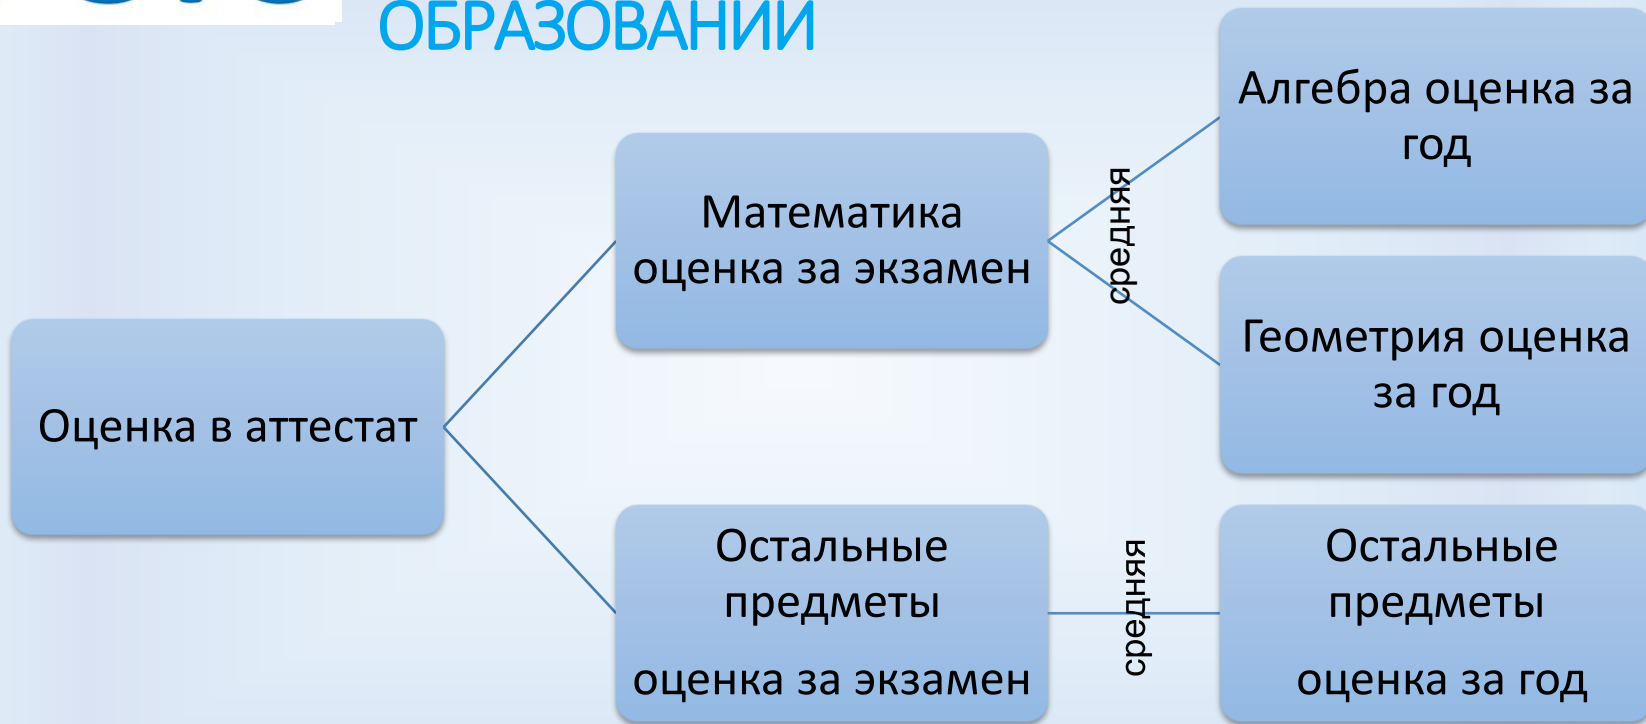 ОБРАЗОВАНИИ
Алгебра оценка за
год
Математика
оценка за экзамен
средняя
Геометрия оценка
за год
Оценка в аттестат
Остальные
предметы
оценка за экзамен
средняя
Остальные
предметы
оценка за год